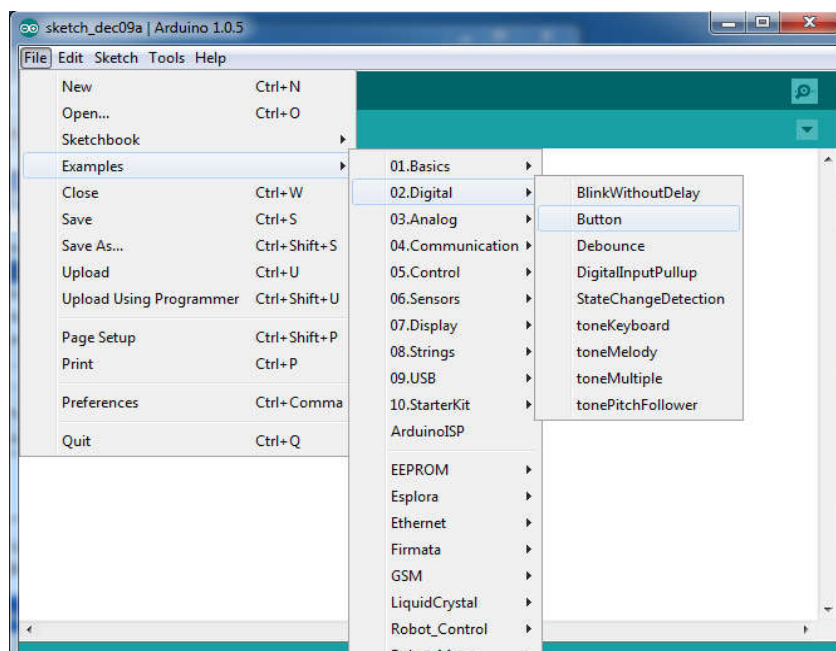 sketch_dec09a | Arduino 1.0.5
File Edit Sketch Tools Help
New Ctrl+N
Open... Ctrl+O
Sketchbook
Examples
Close Ctrl+W
Save Ctrl+S
Save As... Ctrl+Shift+S
Upload Ctrl+U
Upload Using Programmer Ctrl+Shift+U
Page Setup Ctrl+Shift+P
Print Ctrl+P
Preferences Ctrl+Comma
Quit Ctrl+Q
01.Basics
02.Digital
03.Analog
04.Communication
05.Control
06.Sensors
07.Display
08.Strings
09.USB
10.StarterKit
ArduinoISP
EEPROM
Esplora
Ethernet
Firmata
GSM
LiquidCrystal
Robot_Control
BlinkWithoutDelay
Button
Debounce
DigitalInputPullup
StateChangeDetection
toneKeyboard
toneMelody
toneMultiple
tonePitchFollower